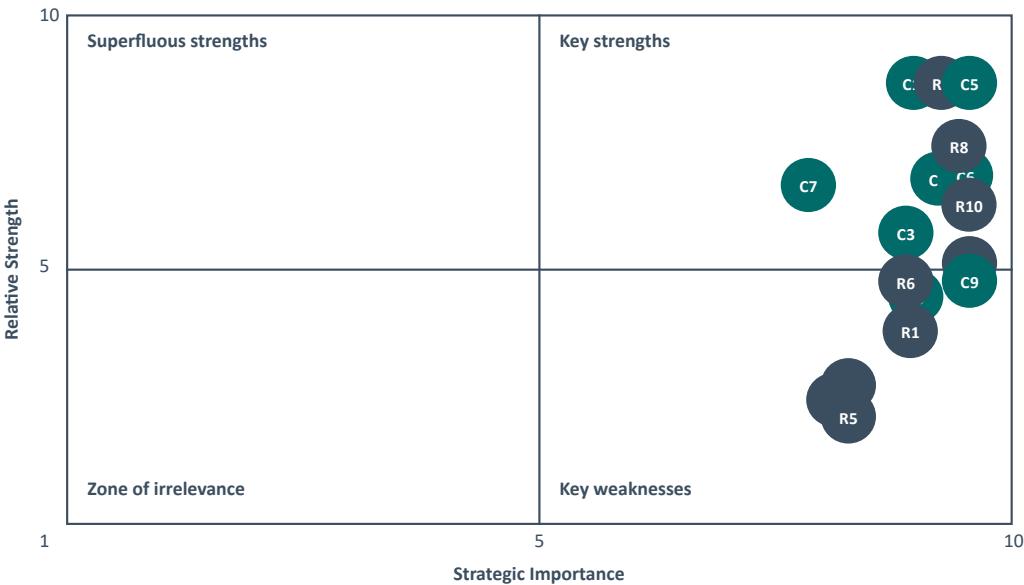 10
Superfluous strengths
Key strengths
R
C5
R8
C7
C
R10
C3
Relative Strength
5
R6
C9
R1
R5
Zone of irrelevance
Key weaknesses
1
5
10
Strategic Importance